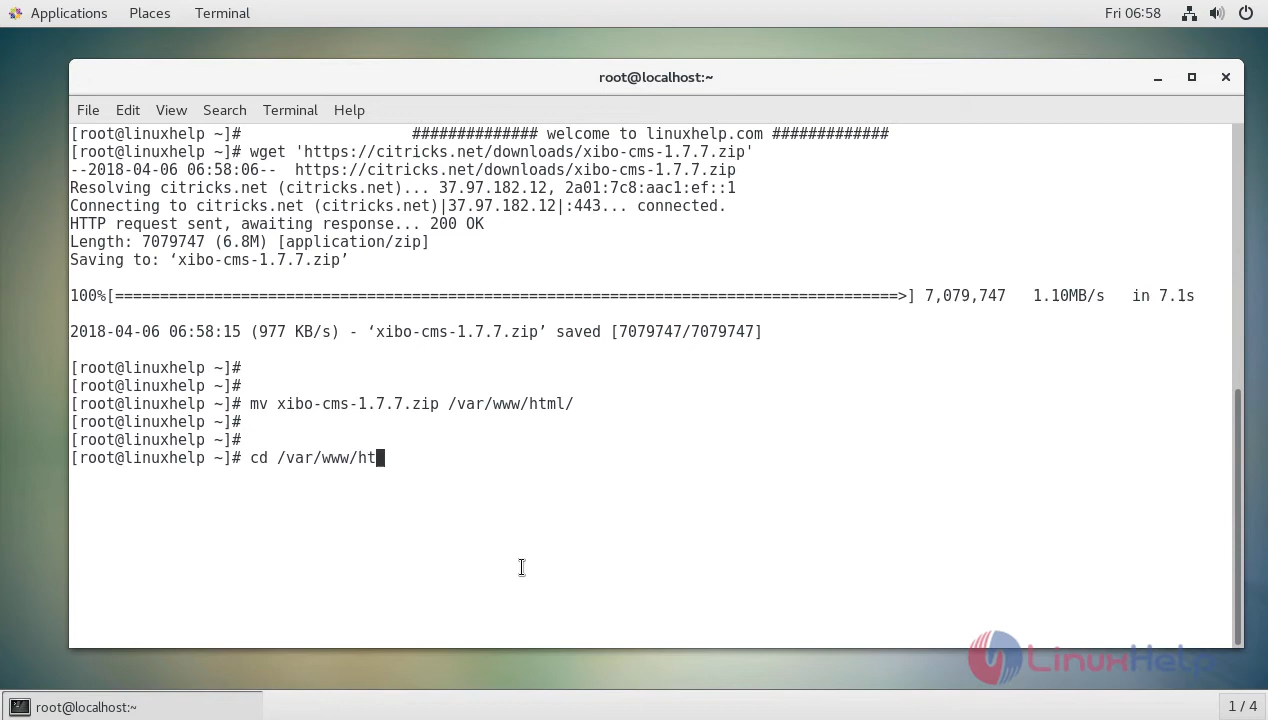 Applications Places Terminal Fri 06:58
root@localhost:~
File Edit View Search Terminal Help
[root@linuxhelp ~]# ############## welcome to linuxhelp.com #############
[root@linuxhelp ~]# wget 'https://citricks.net/downloads/xibo-cms-1.7.7.zip'
--2018-04-06 06:58:06-- https://citricks.net/downloads/xibo-cms-1.7.7.zip
Resolving citricks.net (citricks.net)... 37.97.182.12, 2a01:7c8:aac1:ef::1
Connecting to citricks.net (citricks.net)|37.97.182.12|:443... connected.
HTTP request sent, awaiting response... 200 OK
Length: 7079747 (6.8M) [application/zip]
Saving to: ‘xibo-cms-1.7.7.zip’
100%[=======================================================================================>] 7,079,747 1.10MB/s in 7.1s
2018-04-06 06:58:15 (977 KB/s) - ‘xibo-cms-1.7.7.zip’ saved [7079747/7079747]
[root@linuxhelp ~]#
[root@linuxhelp ~]#
[root@linuxhelp ~]# mv xibo-cms-1.7.7.zip /var/www/html/
[root@linuxhelp ~]#
[root@linuxhelp ~]#
[root@linuxhelp ~]# cd /var/www/ht
LinuxHelp
root@localhost:~ 1 / 4